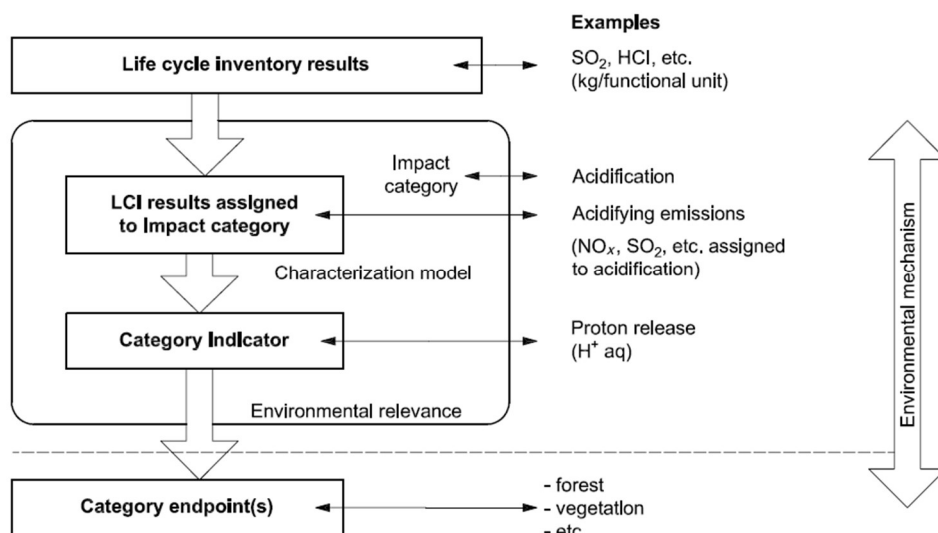 Examples
Life cycle inventory results
SO₂, HCl, etc.
(kg/functional unit)
Impact
category
Acidification
LCI results assigned
to Impact category
Acidifying emissions
(NOₓ, SO₂, etc. assigned
to acidification)
Characterization model
Category Indicator
Proton release
(H⁺ aq)
Environmental relevance
Environmental mechanism
Category endpoint(s)
- forest
- vegetation
- etc